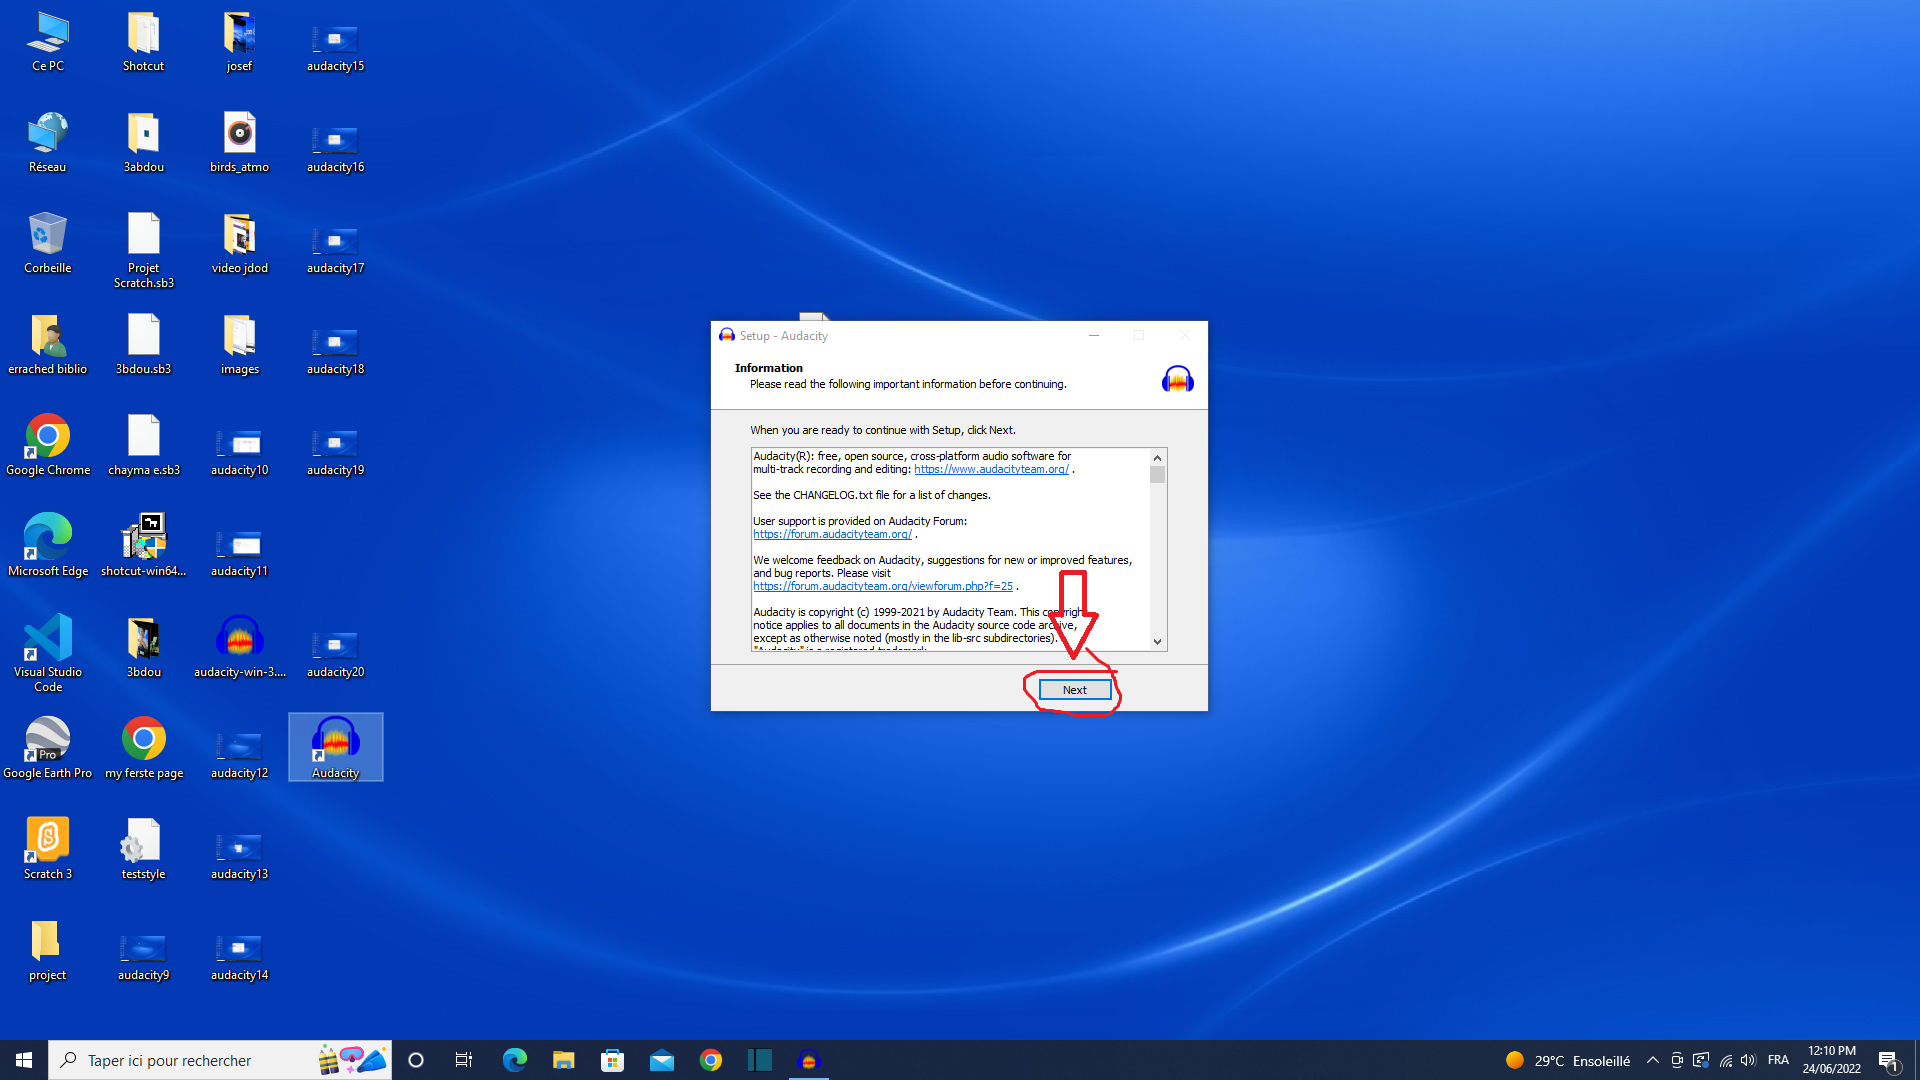 Ce PC
Shotcut
josef
audacity15
Réseau
3abdou
birds_atmo
audacity16
Corbeille
Projet
Scratch.sb3
video jdod
audacity17
errached biblio
3bdou.sb3
images
audacity18
Google Chrome
chayma e.sb3
audacity10
audacity19
Microsoft Edge
shotcut-win64...
audacity11
Visual Studio
Code
3bdou
audacity-win-3....
audacity20
Pro
Google Earth Pro
my ferste page
audacity12
Audacity
Scratch 3
teststyle
audacity13
project
audacity9
audacity14
Setup - Audacity
Information
Please read the following important information before continuing.
When you are ready to continue with Setup, click Next.
Audacity(R): free, open source, cross-platform audio software for
multi-track recording and editing: https://www.audacityteam.org/ .
See the CHANGELOG.txt file for a list of changes.
User support is provided on Audacity Forum:
https://forum.audacityteam.org/ .
We welcome feedback on Audacity, suggestions for new or improved features,
and bug reports. Please visit
https://forum.audacityteam.org/viewforum.php?f=25 .
Audacity is copyright (c) 1999-2021 by Audacity Team. This copyright
notice applies to all documents in the Audacity source code archive,
except as otherwise noted (mostly in the lib-src subdirectories).
"Audacity" is a registered trademark
Next
Taper ici pour rechercher
29°C Ensoleillé
FRA
12:10 PM
24/06/2022
1